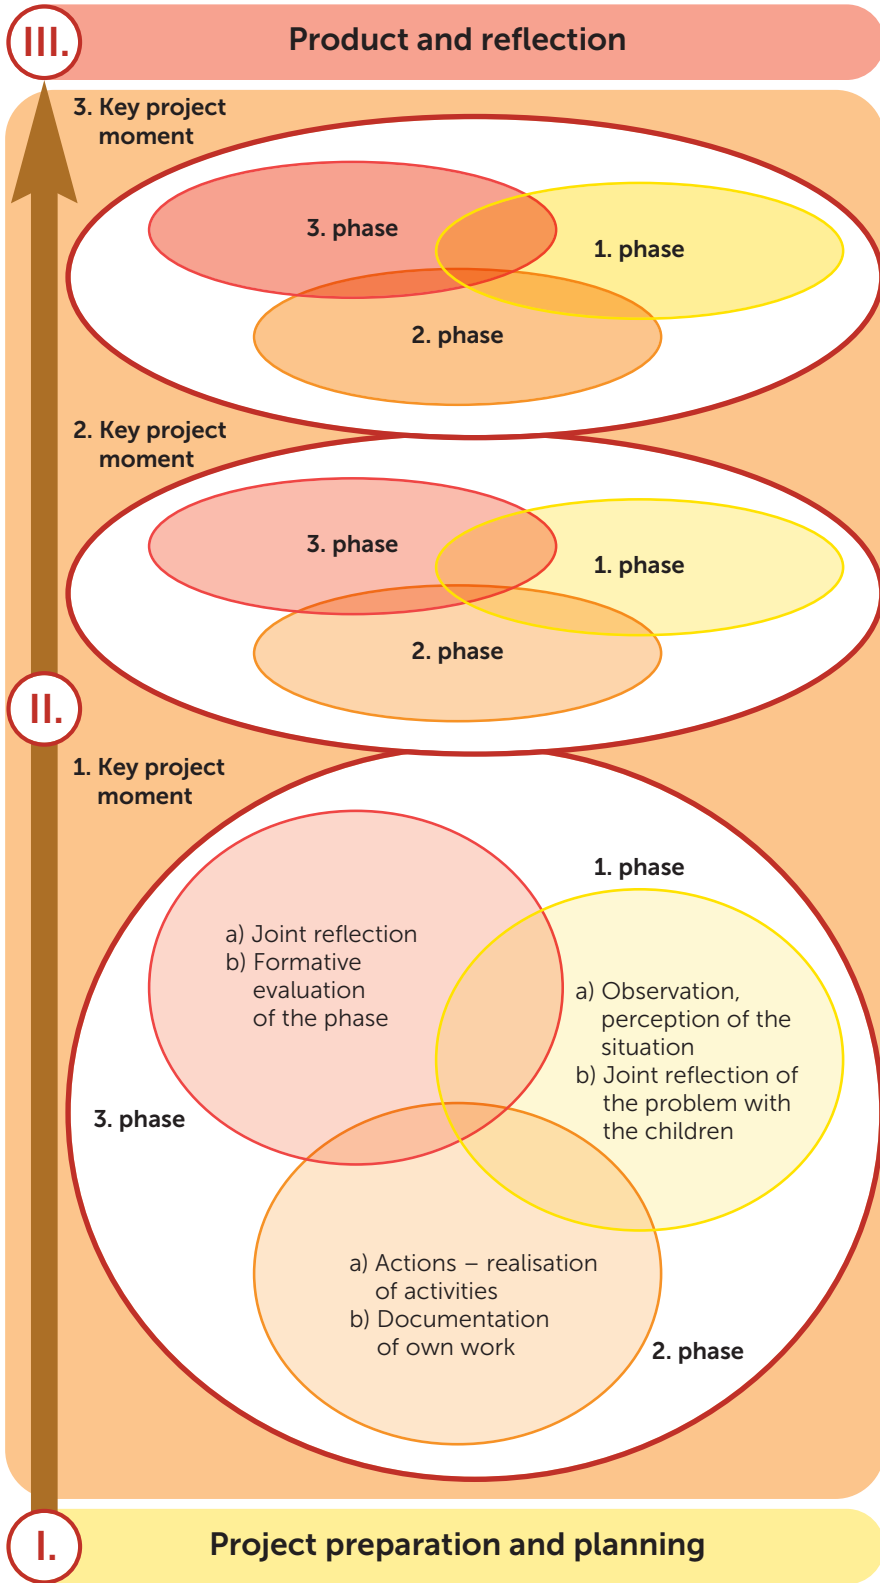 III.
Product and reflection
3. Key project
moment
3. phase
1. phase
2. phase
2. Key project
moment
3. phase
1. phase
2. phase
II.
1. Key project
moment
1. phase
a) Joint reflection
b) Formative
evaluation
of the phase
a) Observation,
perception of the
situation
b) Joint reflection of
the problem with
the children
3. phase
a) Actions – realisation
of activities
b) Documentation
of own work
2. phase
I.
Project preparation and planning